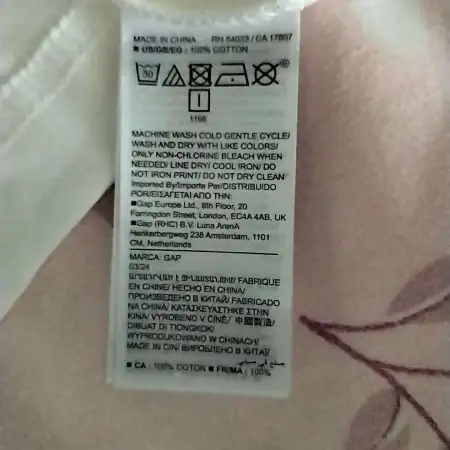 MADE IN CHINA RN 54023 / CA 17897
■ US/GB/EG : 100% COTTON
30
1166
MACHINE WASH COLD GENTLE CYCLE/
WASH AND DRY WITH LIKE COLORS/
ONLY NON-CHLORINE BLEACH WHEN
NEEDED/ LINE DRY/ COOL IRON/ DO
NOT IRON PRINT/ DO NOT DRY CLEAN
Imported By/Importe Par/DISTRIBUIDO
POR/ΕΙΣΑΓΕΤΑΙ ΑΠΟ ΤΗΝ:
■Gap Europe Ltd., 8th Floor, 20
Farringdon Street, London, EC4A 4AB, UK
■Gap (RHC) B.V. Luna ArenA
Herikerbergweg 238 Amsterdam, 1101
CM, Netherlands
MARCA: GAP
03/24
FABRIQUE
EN CHINE/ HECHO EN CHINA/
ПРОИЗВЕДЕНО В КИТАЙ/ FABRICADO
NA CHINA/ ΚΑΤΑΣΚΕΥΑΣΤΗΚΕ ΣΤΗΝ
ΚΙΝΑ/ VYROBENO V ČÍNĚ/ 中國製造/
DIBUAT DI TIONGKOK/
WYPRODUKOWANO W CHINACH/
MADE IN CIN/ ВИРОБЛЕНО В КИТАЇ/
صنع في صيني
■ CA : 100% COTON ■ FR/MA : 100%